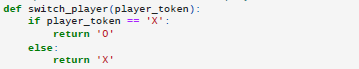 def switch_player(player_token):
    if player_token == 'X':
        return 'O'
    else:
        return 'X'